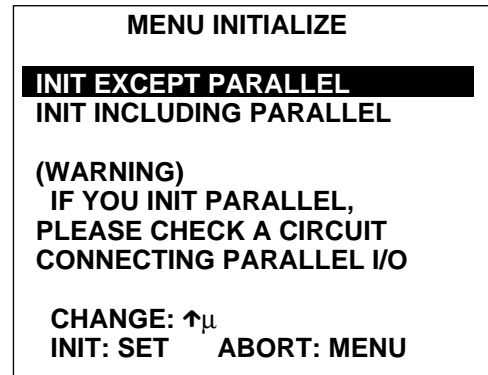 MENU INITIALIZE
INIT EXCEPT PARALLEL
INIT INCLUDING PARALLEL
(WARNING)
IF YOU INIT PARALLEL,
PLEASE CHECK A CIRCUIT
CONNECTING PARALLEL I/O
CHANGE: ↑μ
INIT: SET ABORT: MENU